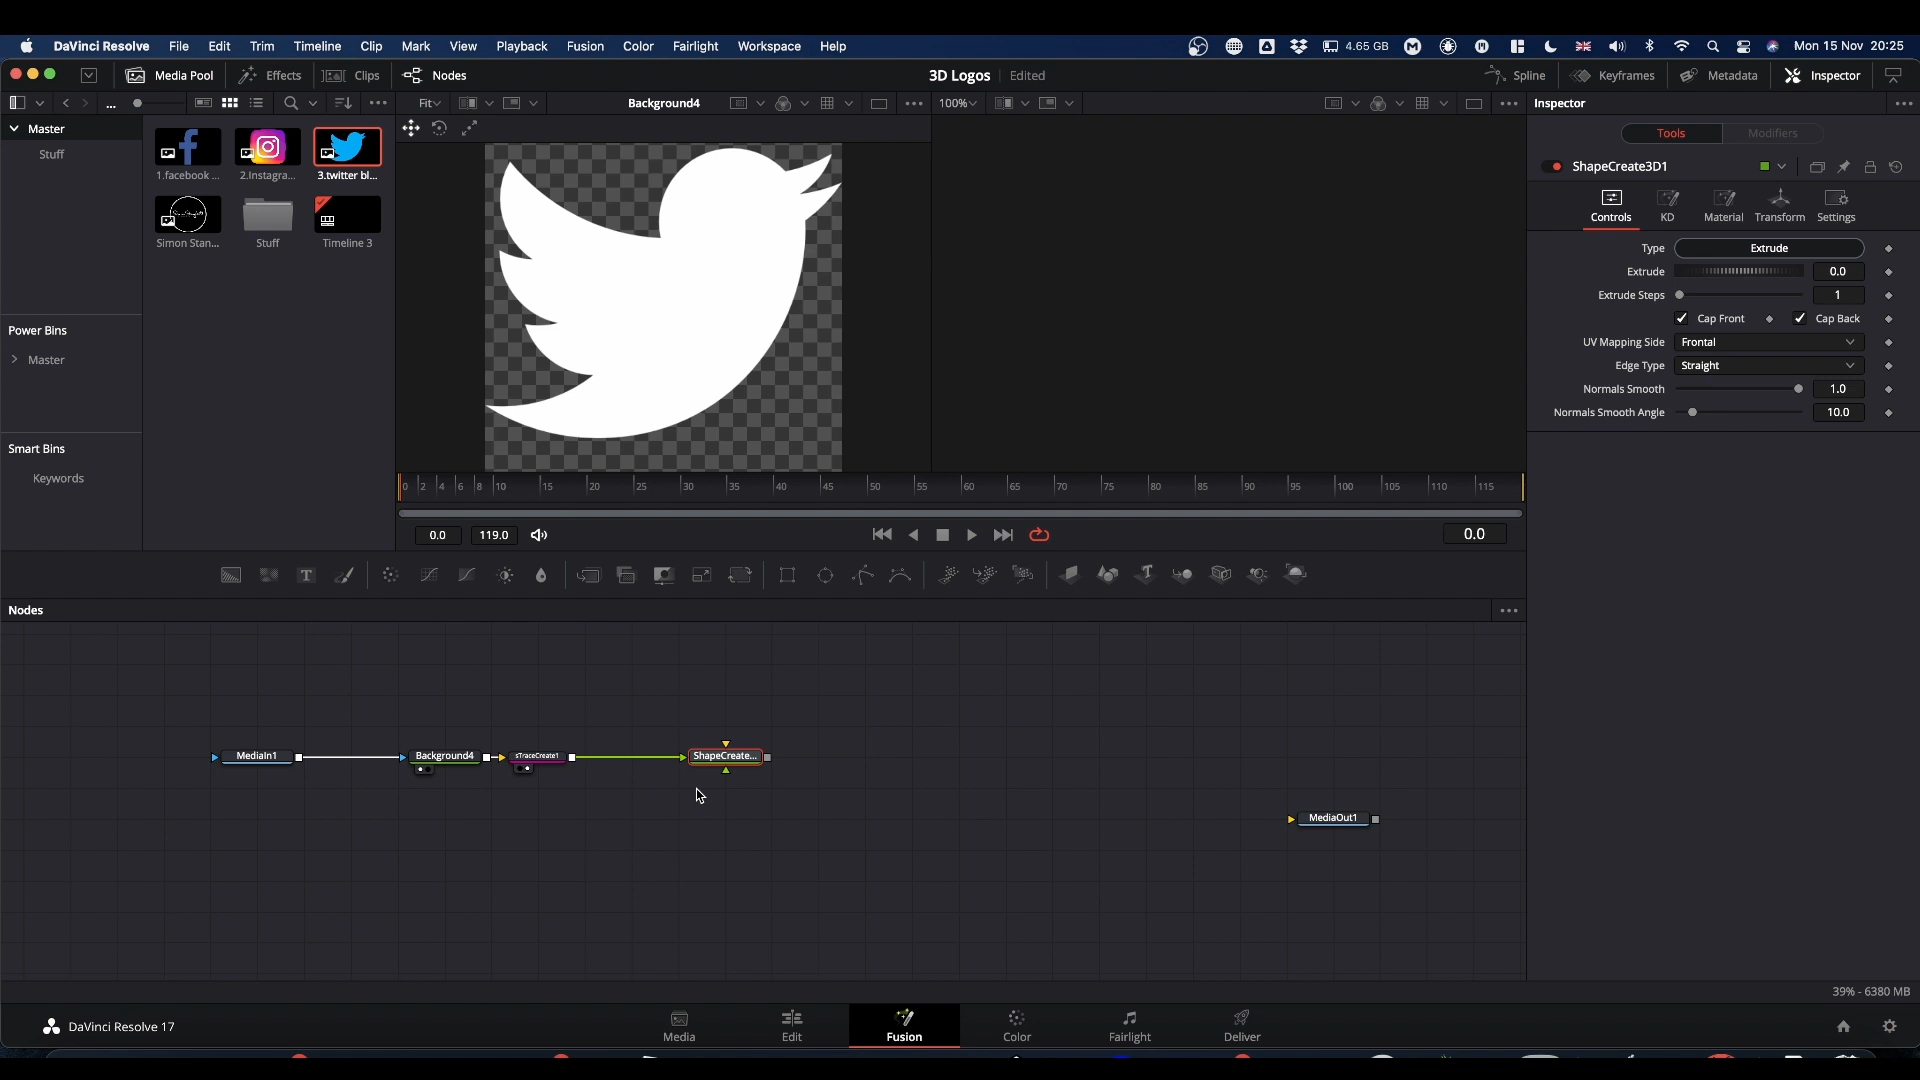 DaVinci Resolve File Edit Trim Timeline Clip Mark View Playback Fusion Color Fairlight Workspace Help 4.65 GB Mon 15 Nov 20:25
Media Pool Effects Clips Nodes 3D Logos Edited Spline Keyframes Metadata Inspector
... Fit Background4 100% Inspector
Master
Stuff
1.facebook ... 2.Instagra... 3.twitter bl...
Simon Stan... Stuff Timeline 3
Power Bins
Master
Smart Bins
Keywords
Tools Modifiers
ShapeCreate3D1
Controls KD Material Transform Settings
Type Extrude
Extrude 0.0
Extrude Steps 1
Cap Front Cap Back
UV Mapping Side Frontal
Edge Type Straight
Normals Smooth 1.0
Normals Smooth Angle 10.0
0 2 4 6 8 10 15 20 25 30 35 40 45 50 55 60 65 70 75 80 85 90 95 100 105 110 115
0.0 119.0 0.0
Nodes
MediaIn1 Background4 sTraceCreate1 ShapeCreate...
MediaOut1
39% - 6380 MB
DaVinci Resolve 17 Media Edit Fusion Color Fairlight Deliver